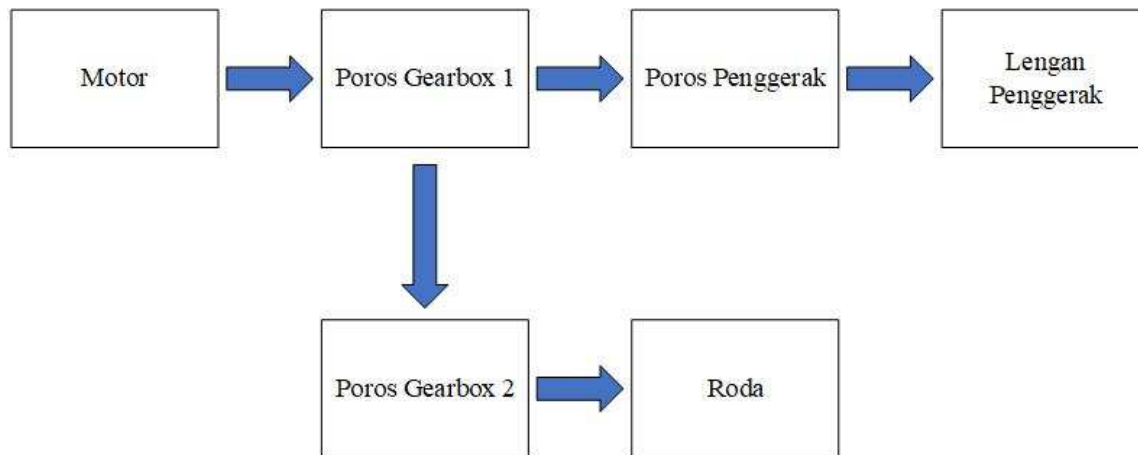 Motor
Poros Gearbox 1
Poros Penggerak
Lengan
Penggerak
Poros Gearbox 2
Roda